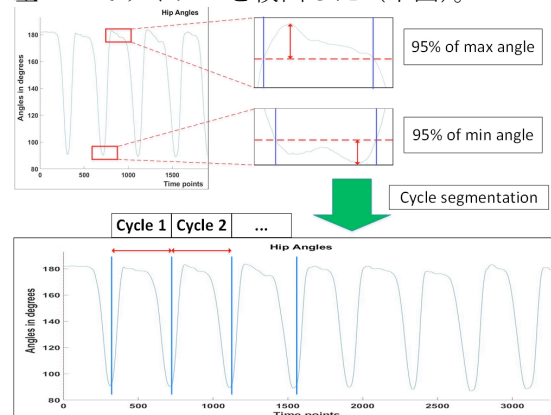 Hip Angles
180
160
140
120
100
80
Angles in degrees
0
500
1000
1500
Time points
95% of max angle
95% of min angle
Cycle segmentation
Cycle 1
Cycle 2
...
Hip Angles
180
160
140
120
100
80
Angles in degrees
0
500
1000
1500
2000
2500
3000
Time points